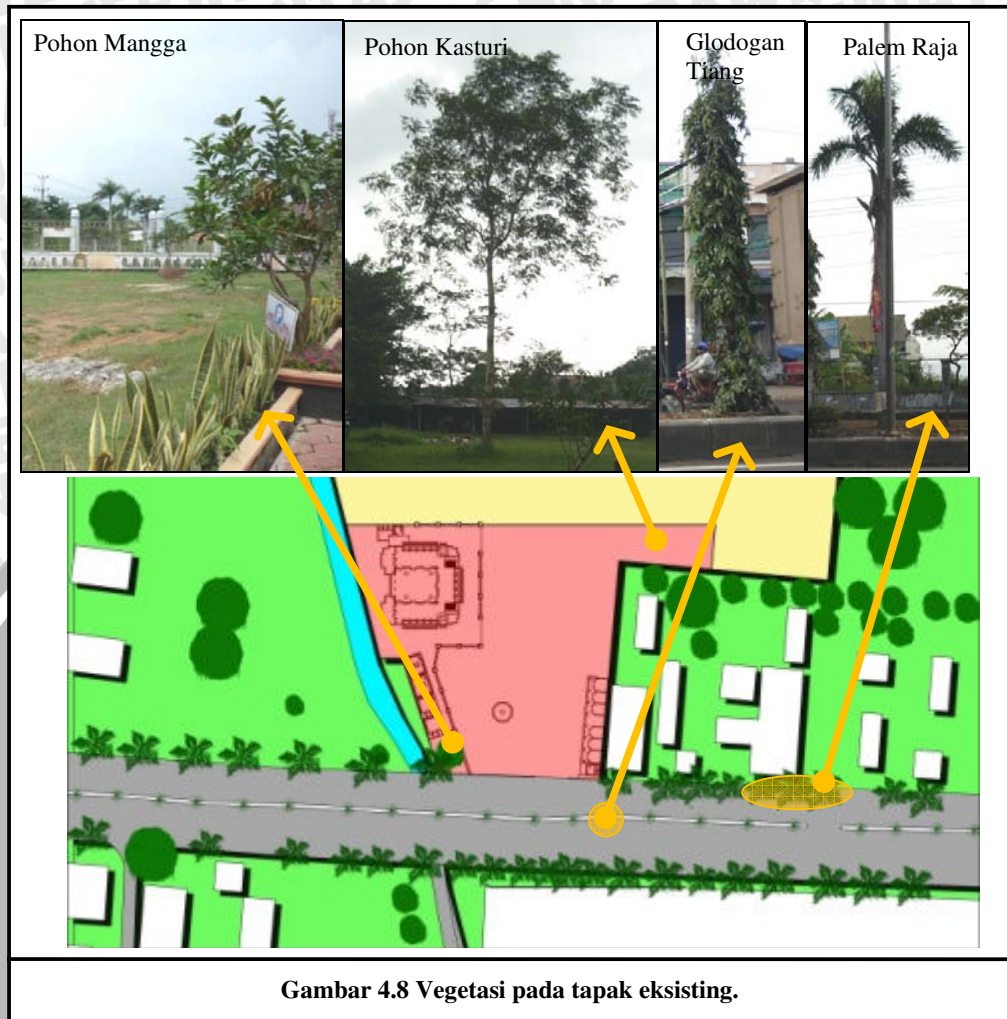 Pohon Mangga
Pohon Kasturi
Glodogan
Tiang
Palem Raja
Gambar 4.8 Vegetasi pada tapak eksisting.